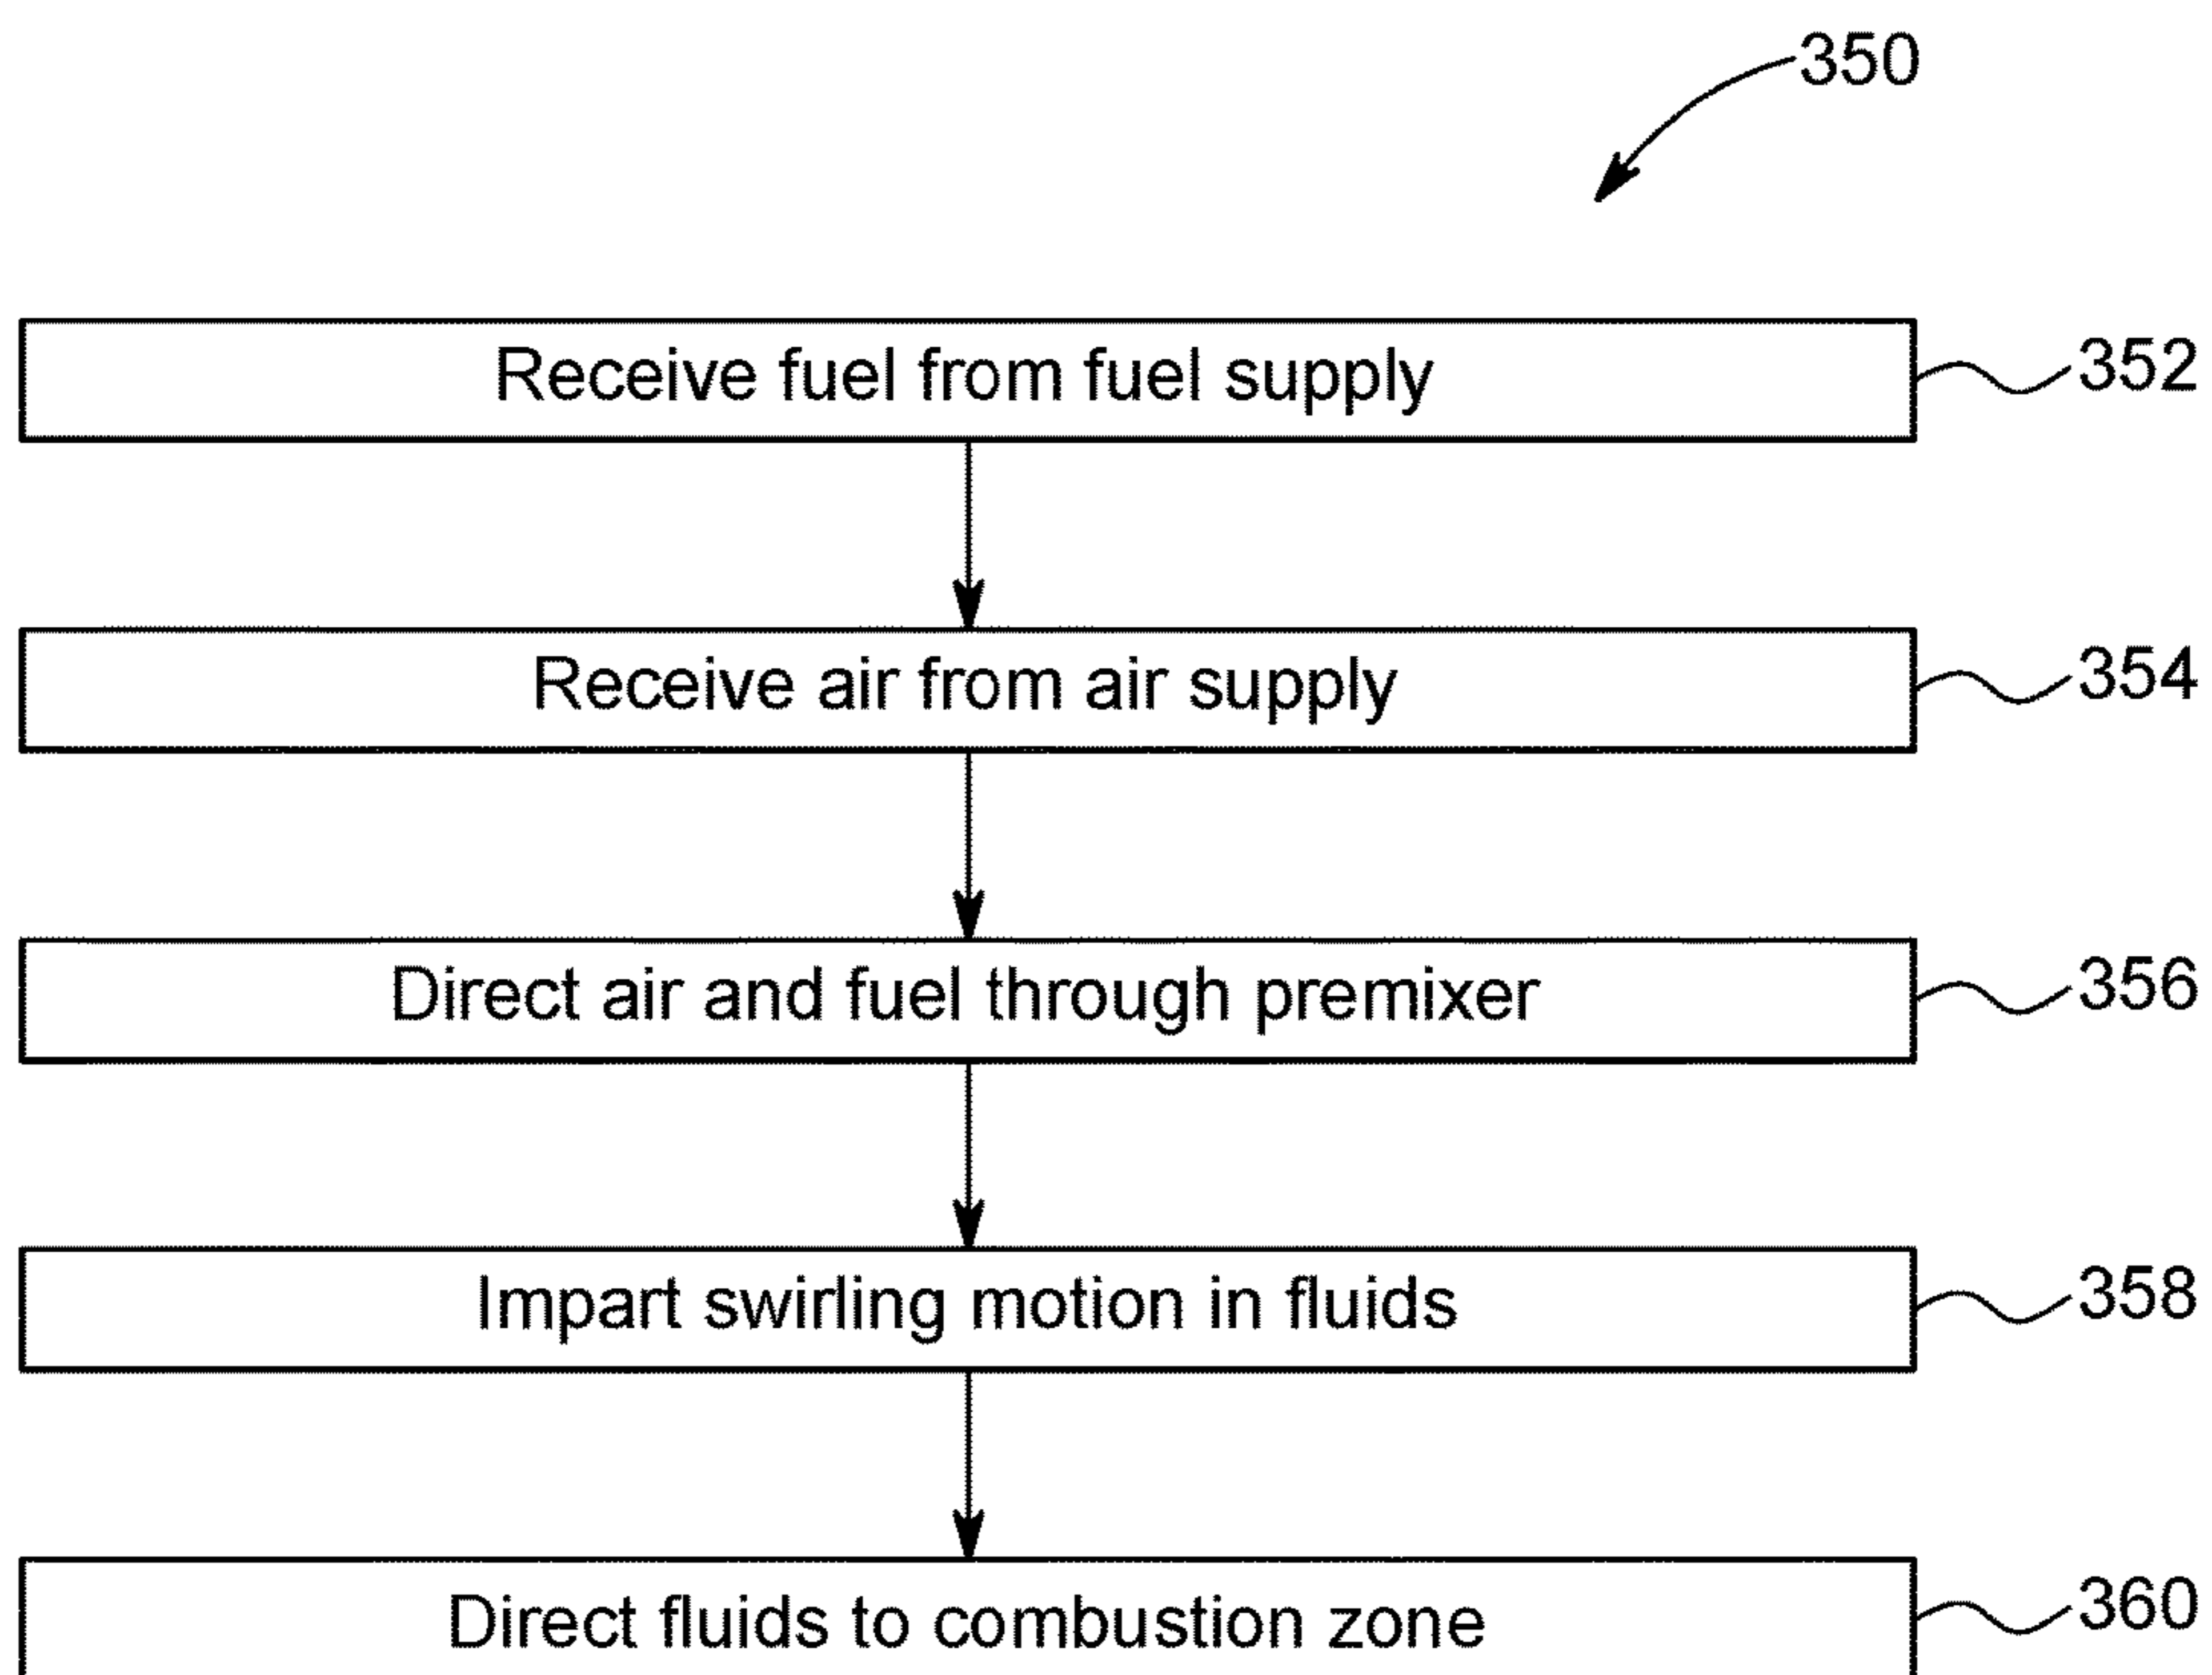 350
Receive fuel from fuel supply 352
Receive air from air supply 354
Direct air and fuel through premixer 356
Impart swirling motion in fluids 358
Direct fluids to combustion zone 360